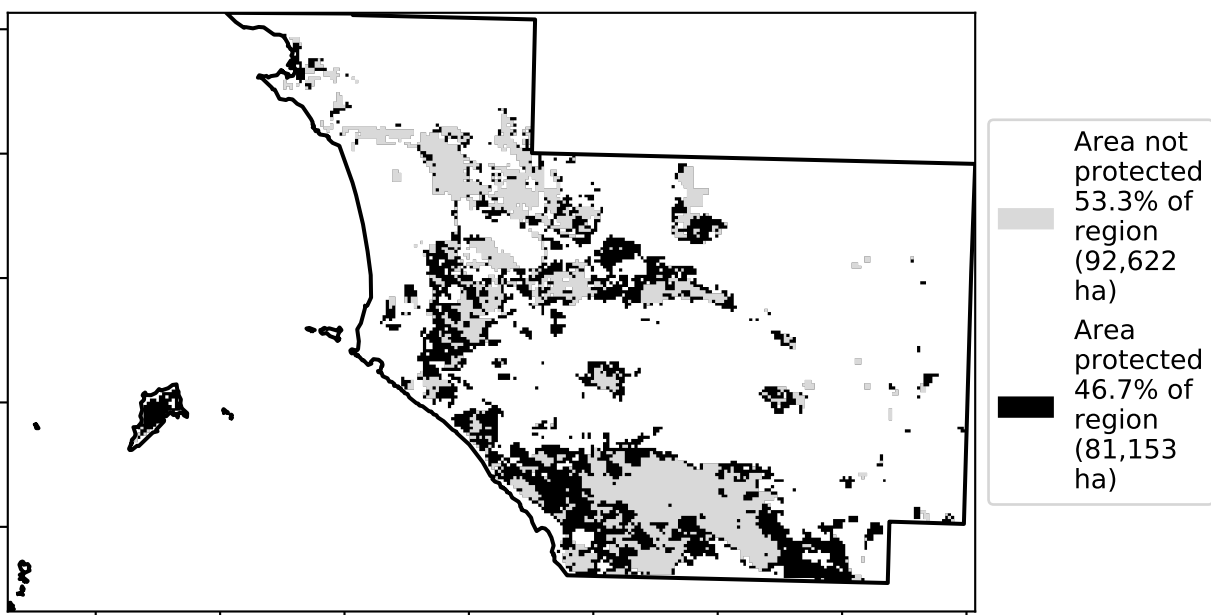 Area not
protected
53.3% of
region
(92,622
ha)
Area
protected
46.7% of
region
(81,153
ha)